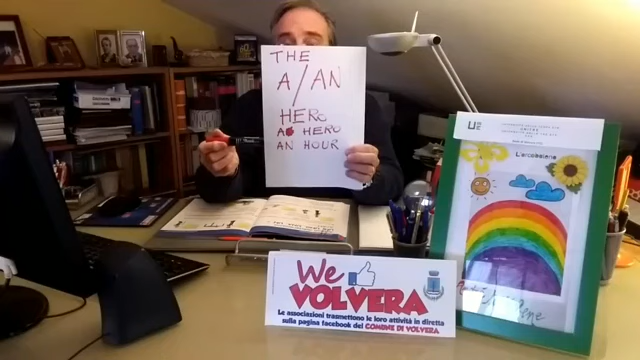 THE
A/AN
HERO
A HERO
AN HOUR
L'arcobaleno
We
VOLVERA
Le associazioni trasmettono le loro attività in diretta
sulla pagina facebook del COMUNE DI VOLVERA